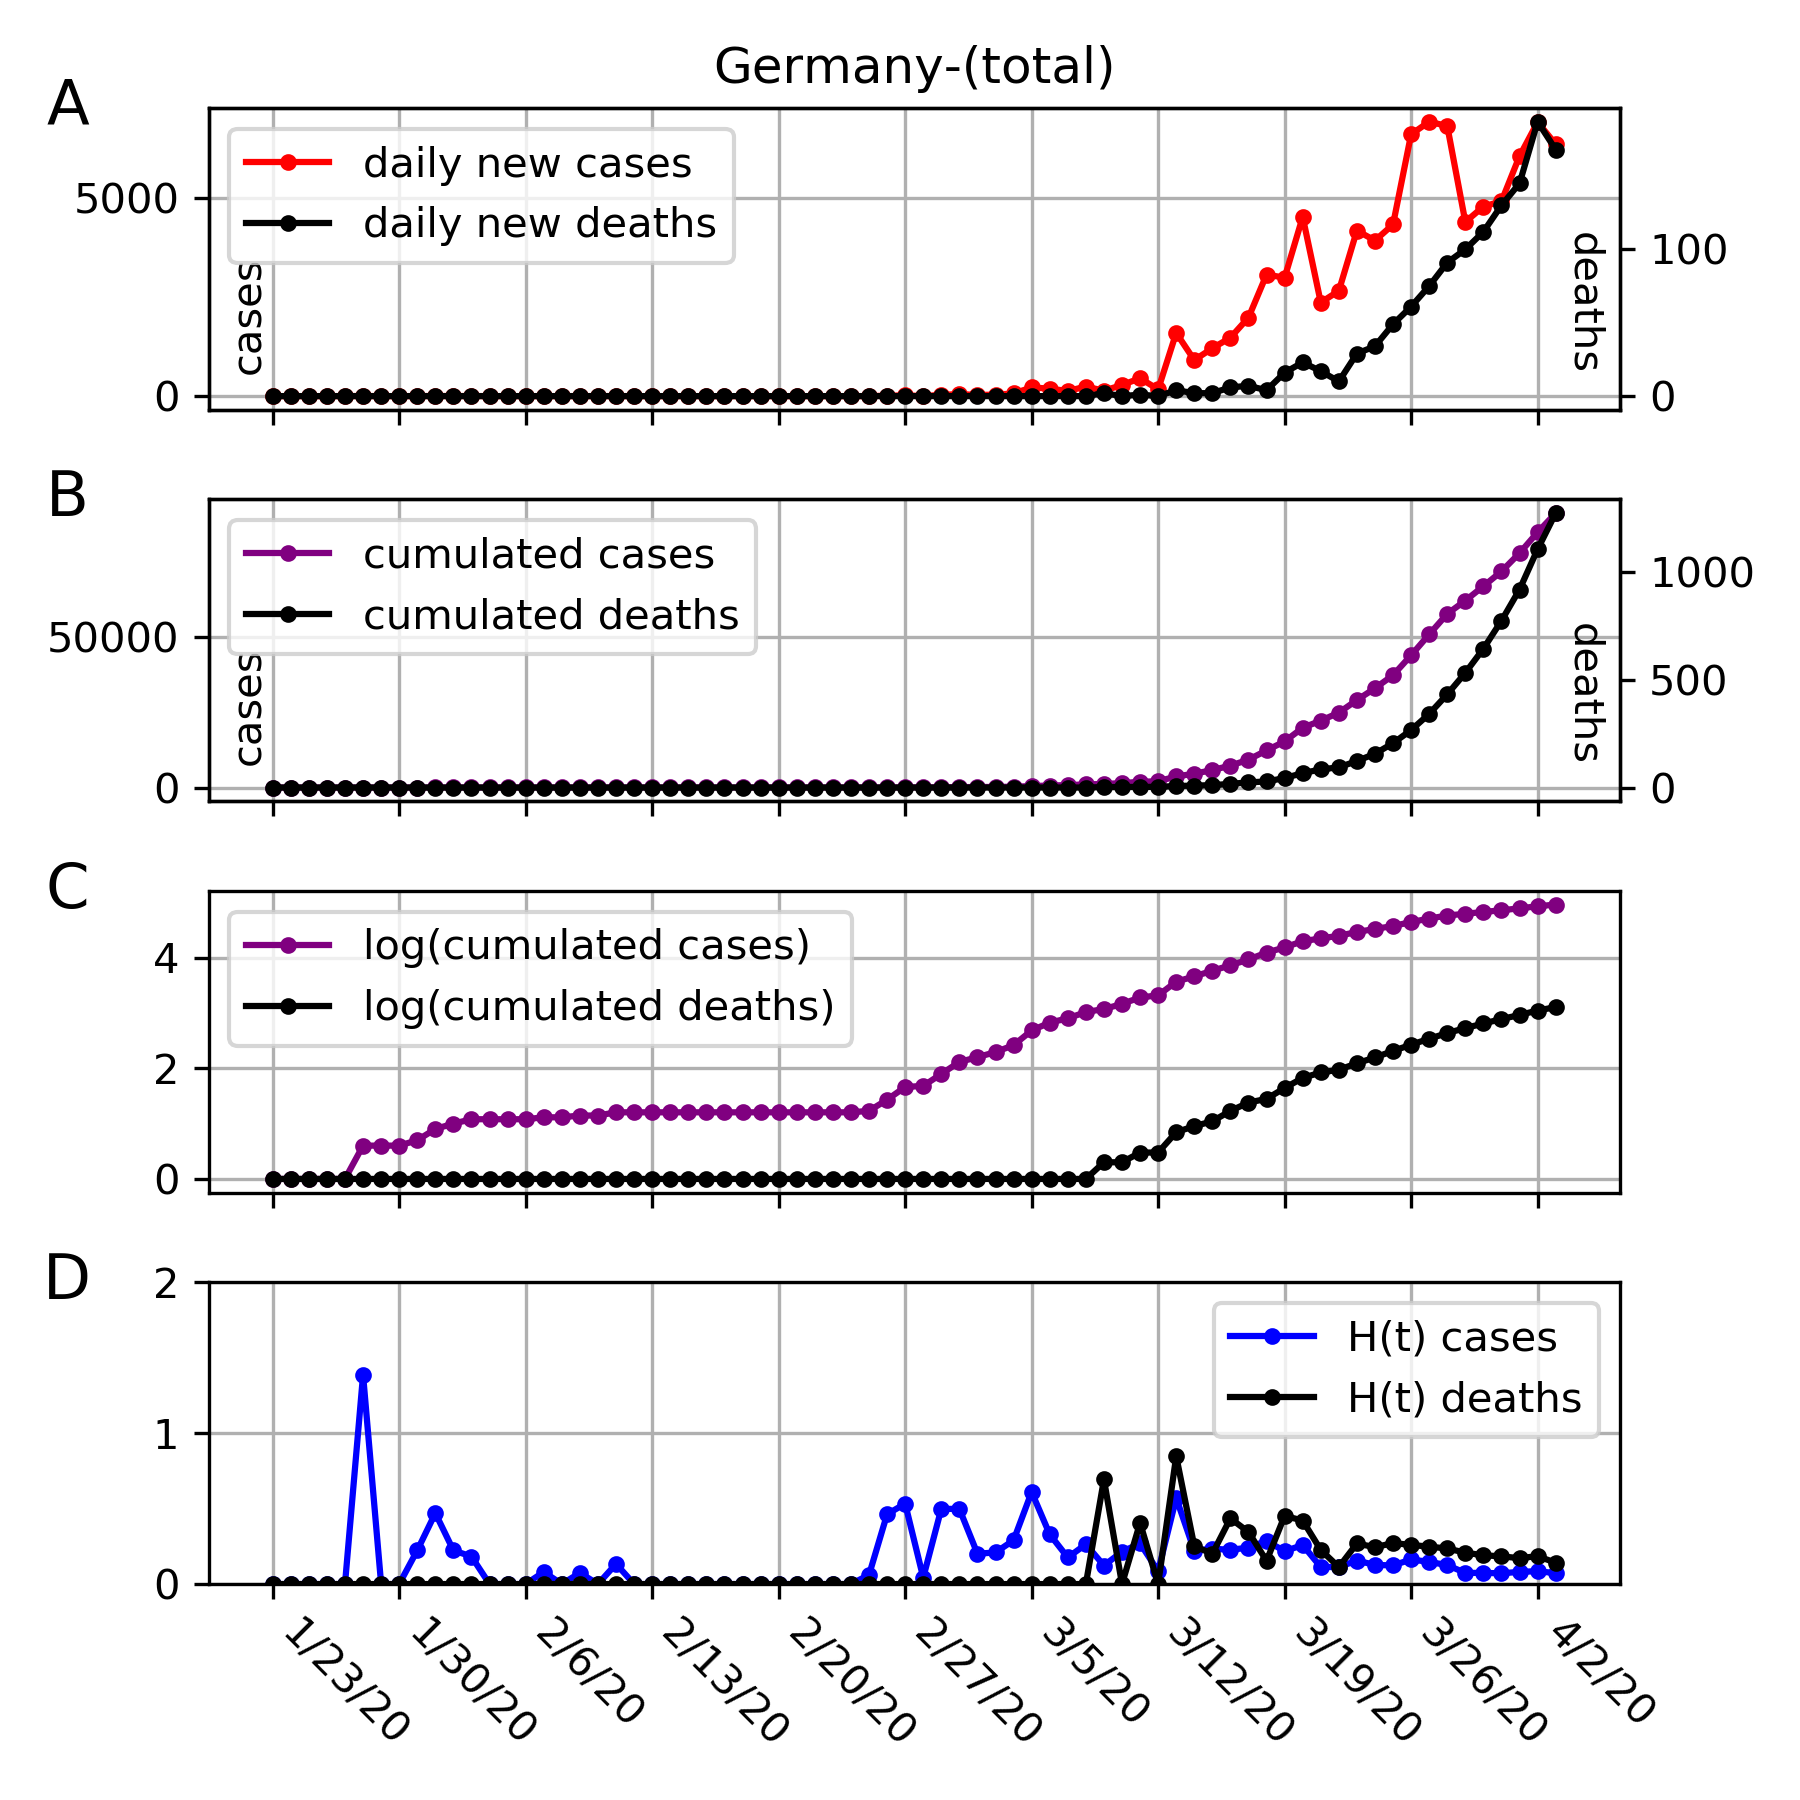 Germany-(total)
A
daily new cases
daily new deaths
5000
0
cases
100
0
deaths
B
cumulated cases
cumulated deaths
50000
0
cases
1000
500
0
deaths
C
log(cumulated cases)
log(cumulated deaths)
4
2
0
D
2
1
0
H(t) cases
H(t) deaths
1/23/20
1/30/20
2/6/20
2/13/20
2/20/20
2/27/20
3/5/20
3/12/20
3/19/20
3/26/20
4/2/20